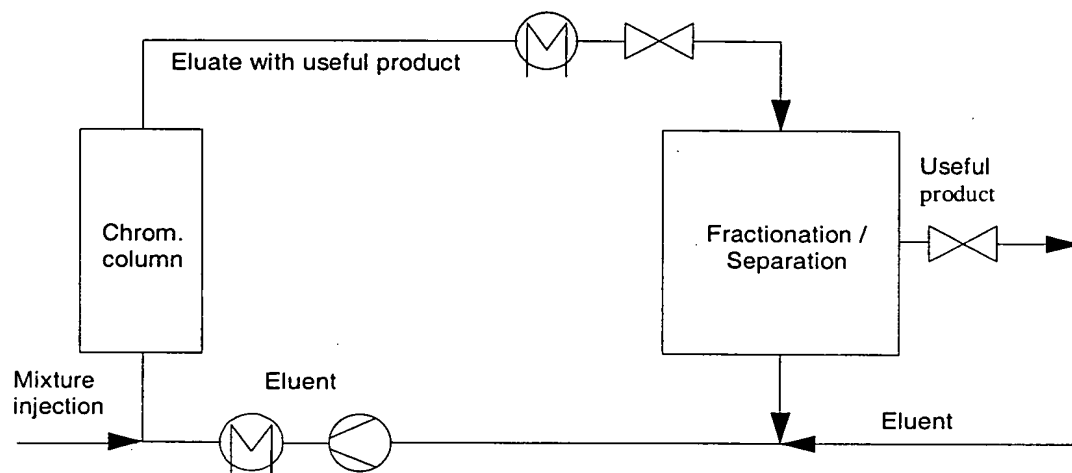 Eluate with useful product
Chrom.
column
Fractionation /
Separation
Useful
product
Mixture
injection
Eluent
Eluent